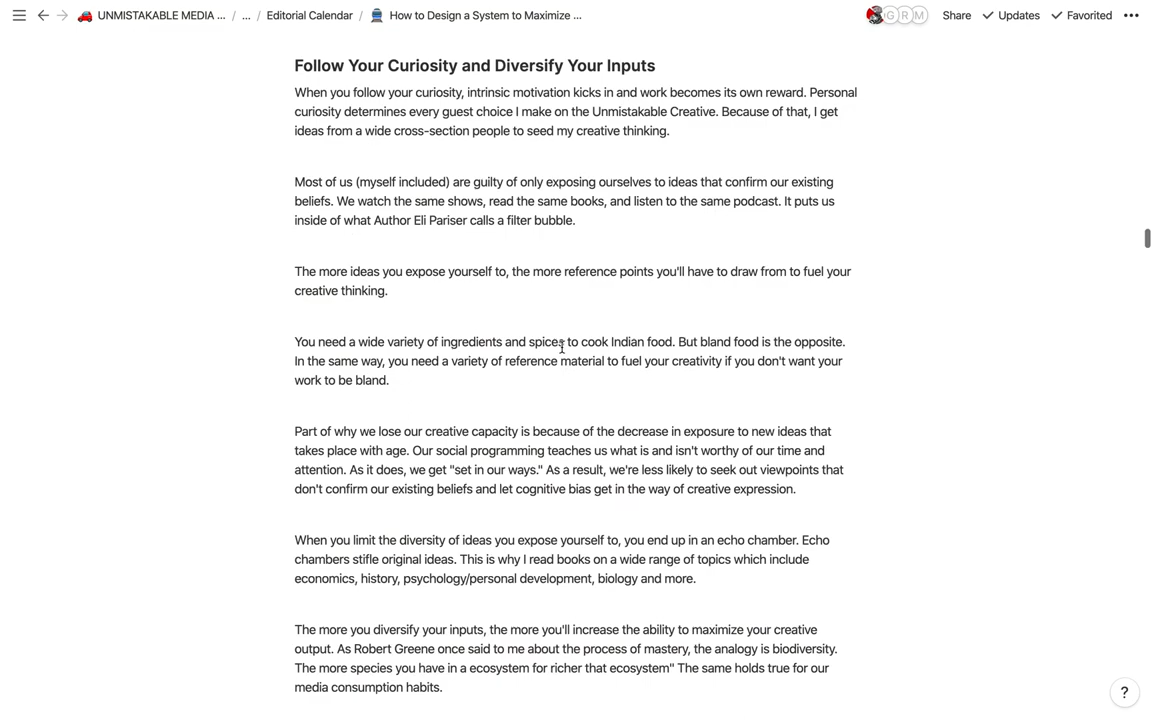 UNMISTAKABLE MEDIA ... / ... / Editorial Calendar / How to Design a System to Maximize ... G R M Share Updates Favorited •••
Follow Your Curiosity and Diversify Your Inputs
When you follow your curiosity, intrinsic motivation kicks in and work becomes its own reward. Personal
curiosity determines every guest choice I make on the Unmistakable Creative. Because of that, I get
ideas from a wide cross-section people to seed my creative thinking.
Most of us (myself included) are guilty of only exposing ourselves to ideas that confirm our existing
beliefs. We watch the same shows, read the same books, and listen to the same podcast. It puts us
inside of what Author Eli Pariser calls a filter bubble.
The more ideas you expose yourself to, the more reference points you'll have to draw from to fuel your
creative thinking.
You need a wide variety of ingredients and spices to cook Indian food. But bland food is the opposite.
In the same way, you need a variety of reference material to fuel your creativity if you don't want your
work to be bland.
Part of why we lose our creative capacity is because of the decrease in exposure to new ideas that
takes place with age. Our social programming teaches us what is and isn't worthy of our time and
attention. As it does, we get "set in our ways." As a result, we're less likely to seek out viewpoints that
don't confirm our existing beliefs and let cognitive bias get in the way of creative expression.
When you limit the diversity of ideas you expose yourself to, you end up in an echo chamber. Echo
chambers stifle original ideas. This is why I read books on a wide range of topics which include
economics, history, psychology/personal development, biology and more.
The more you diversify your inputs, the more you'll increase the ability to maximize your creative
output. As Robert Greene once said to me about the process of mastery, the analogy is biodiversity.
The more species you have in a ecosystem for richer that ecosystem" The same holds true for our
media consumption habits.
?